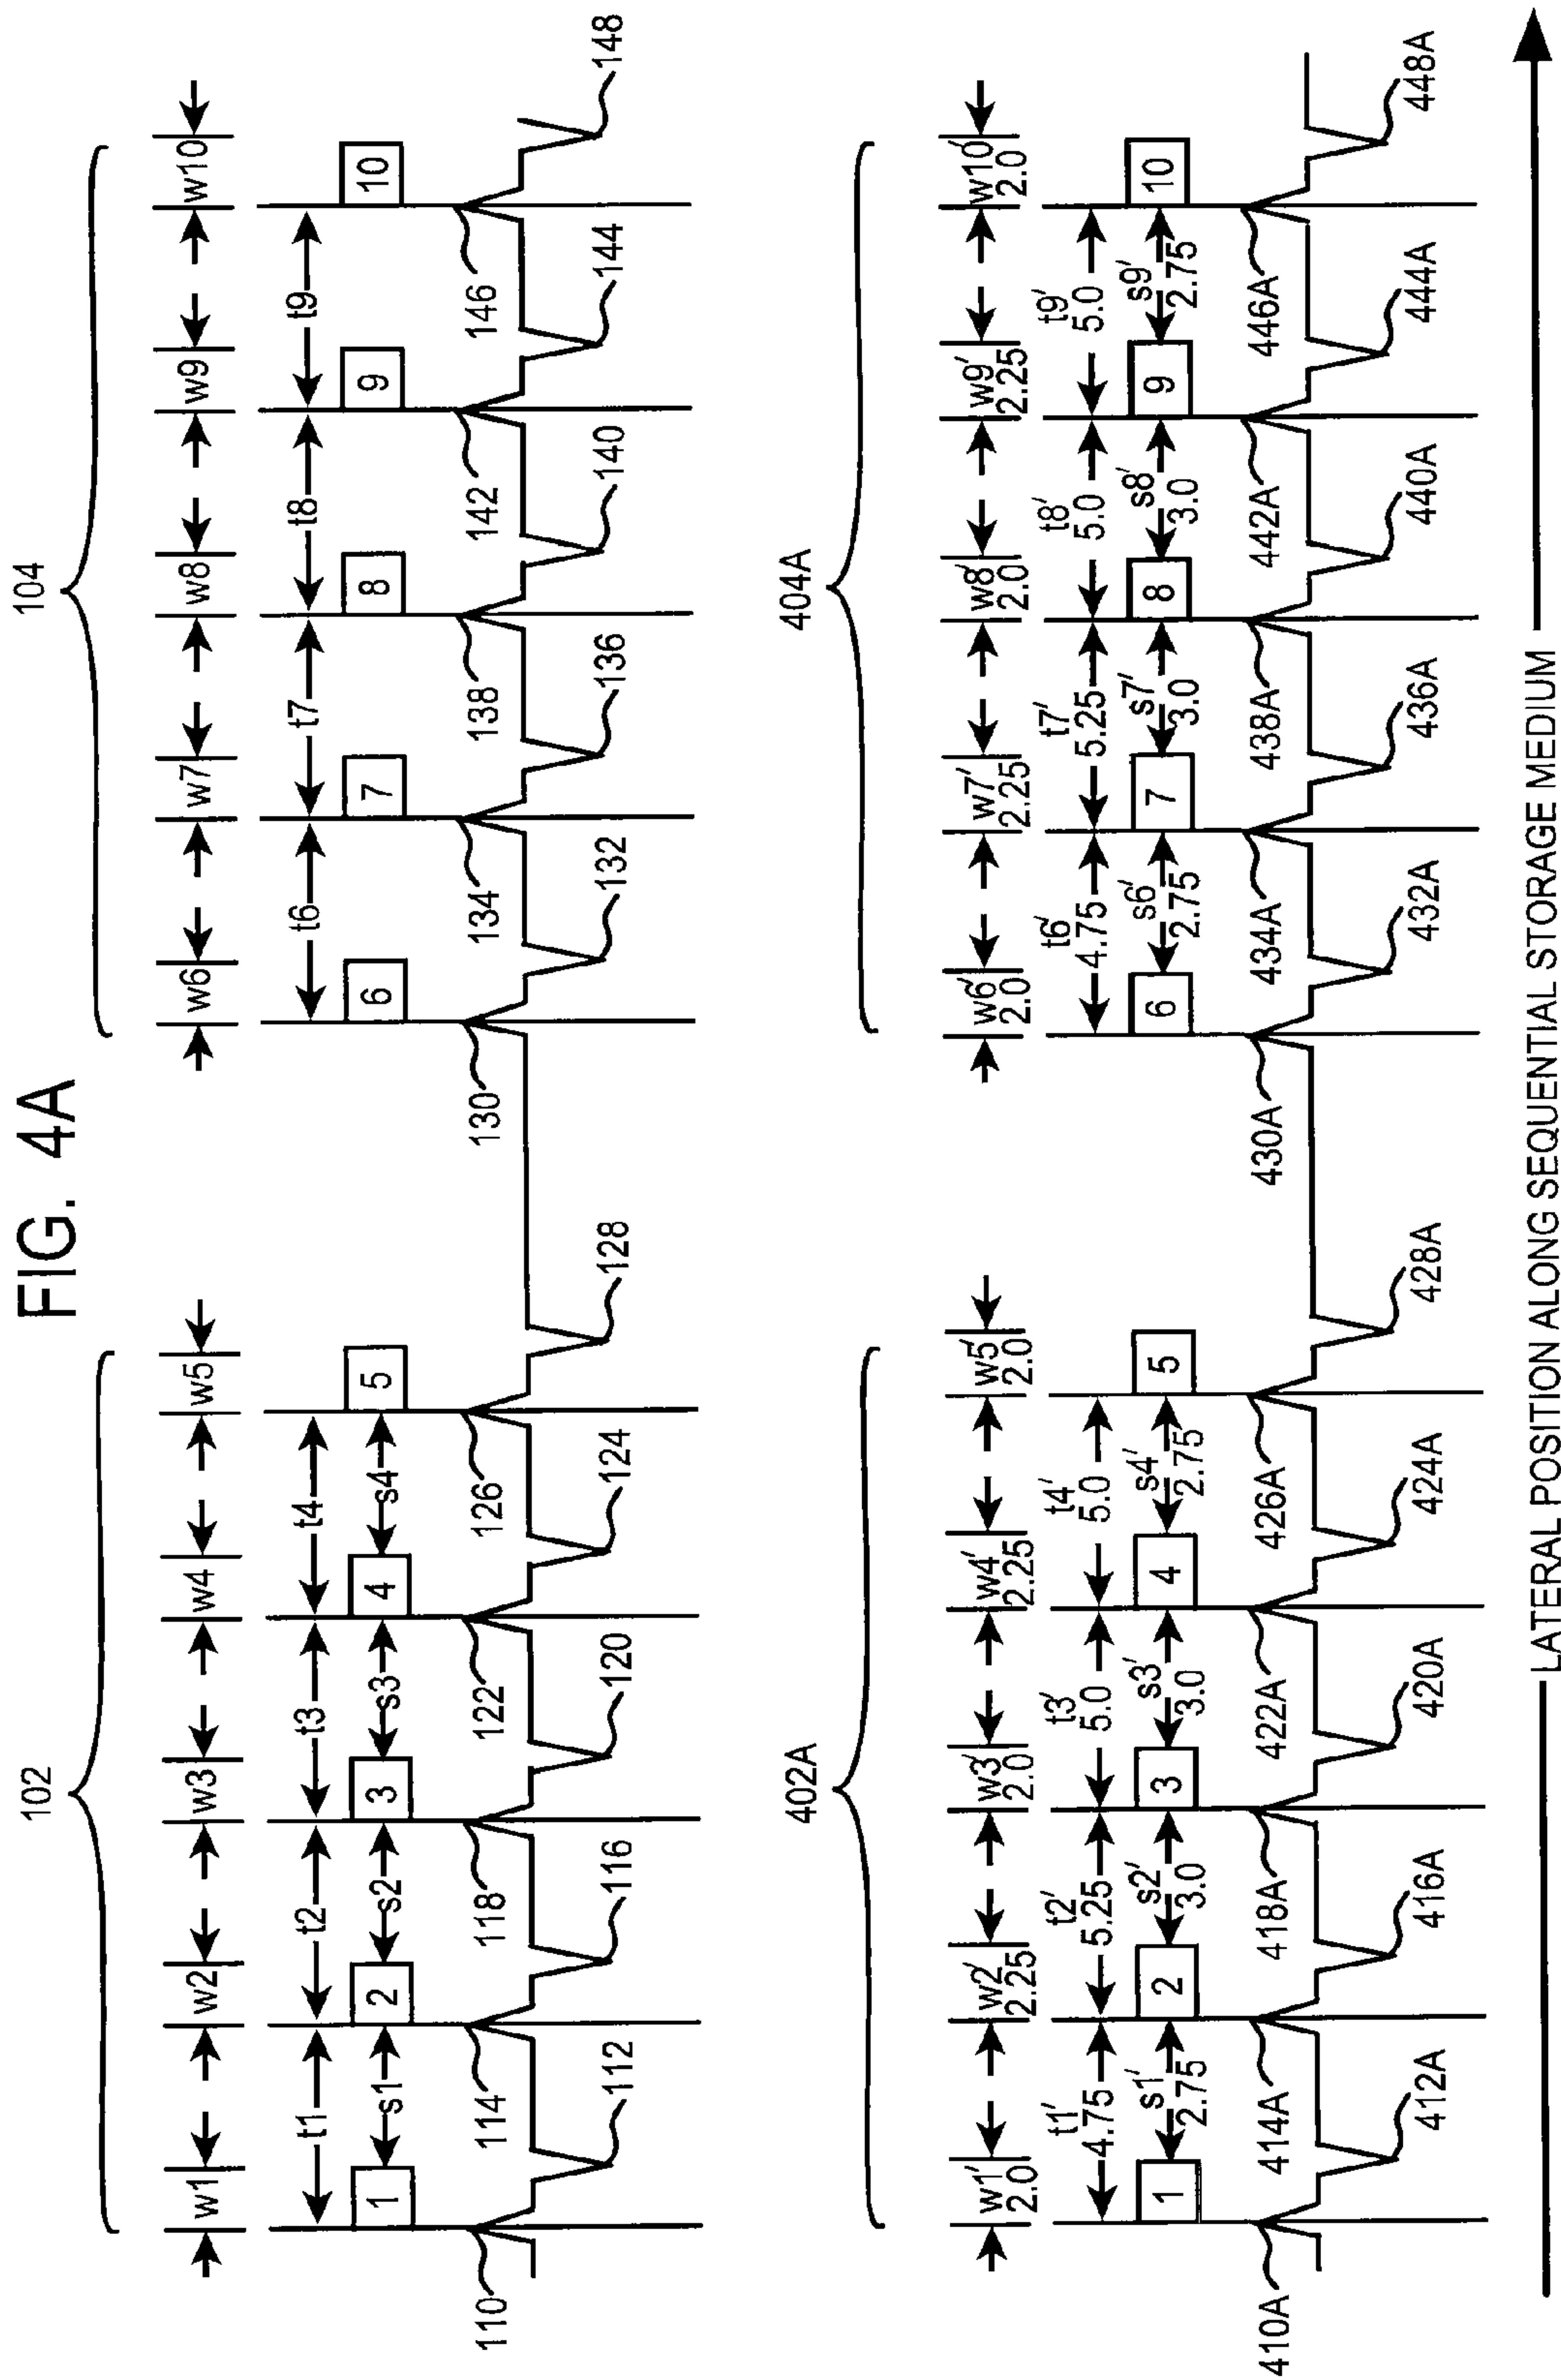 FIG. 4A
102
104
w1
w2
w3
w4
w5
w6
w7
w8
w9
w10
t1
t2
t3
t4
t6
t7
t8
t9
1
s1
2
s2
3
s3
4
s4
5
6
7
8
9
10
110
114
118
122
126
130
134
138
142
146
112
116
120
124
128
132
136
140
144
148
402A
404A
w1′ w2′ w3′ w4′ w5′ w6′ w7′ w8′ w9′ w10′
2.0 2.25 2.0 2.25 2.0 2.0 2.25 2.0 2.25 2.0
t1′ t2′ t3′ t4′ t6′ t7′ t8′ t9′
4.75 5.25 5.0 5.0 4.75 5.25 5.0 5.0
s1′ s2′ s3′ s4′ s6′ s7′ s8′ s9′
1 2 3 4 5 6 7 8 9 10
2.75 3.0 3.0 2.75 2.75 3.0 3.0 2.75
410A 414A 418A 422A 426A 430A 434A 438A 442A 446A
412A 416A 420A 424A 428A 432A 436A 440A 444A 448A
LATERAL POSITION ALONG SEQUENTIAL STORAGE MEDIUM